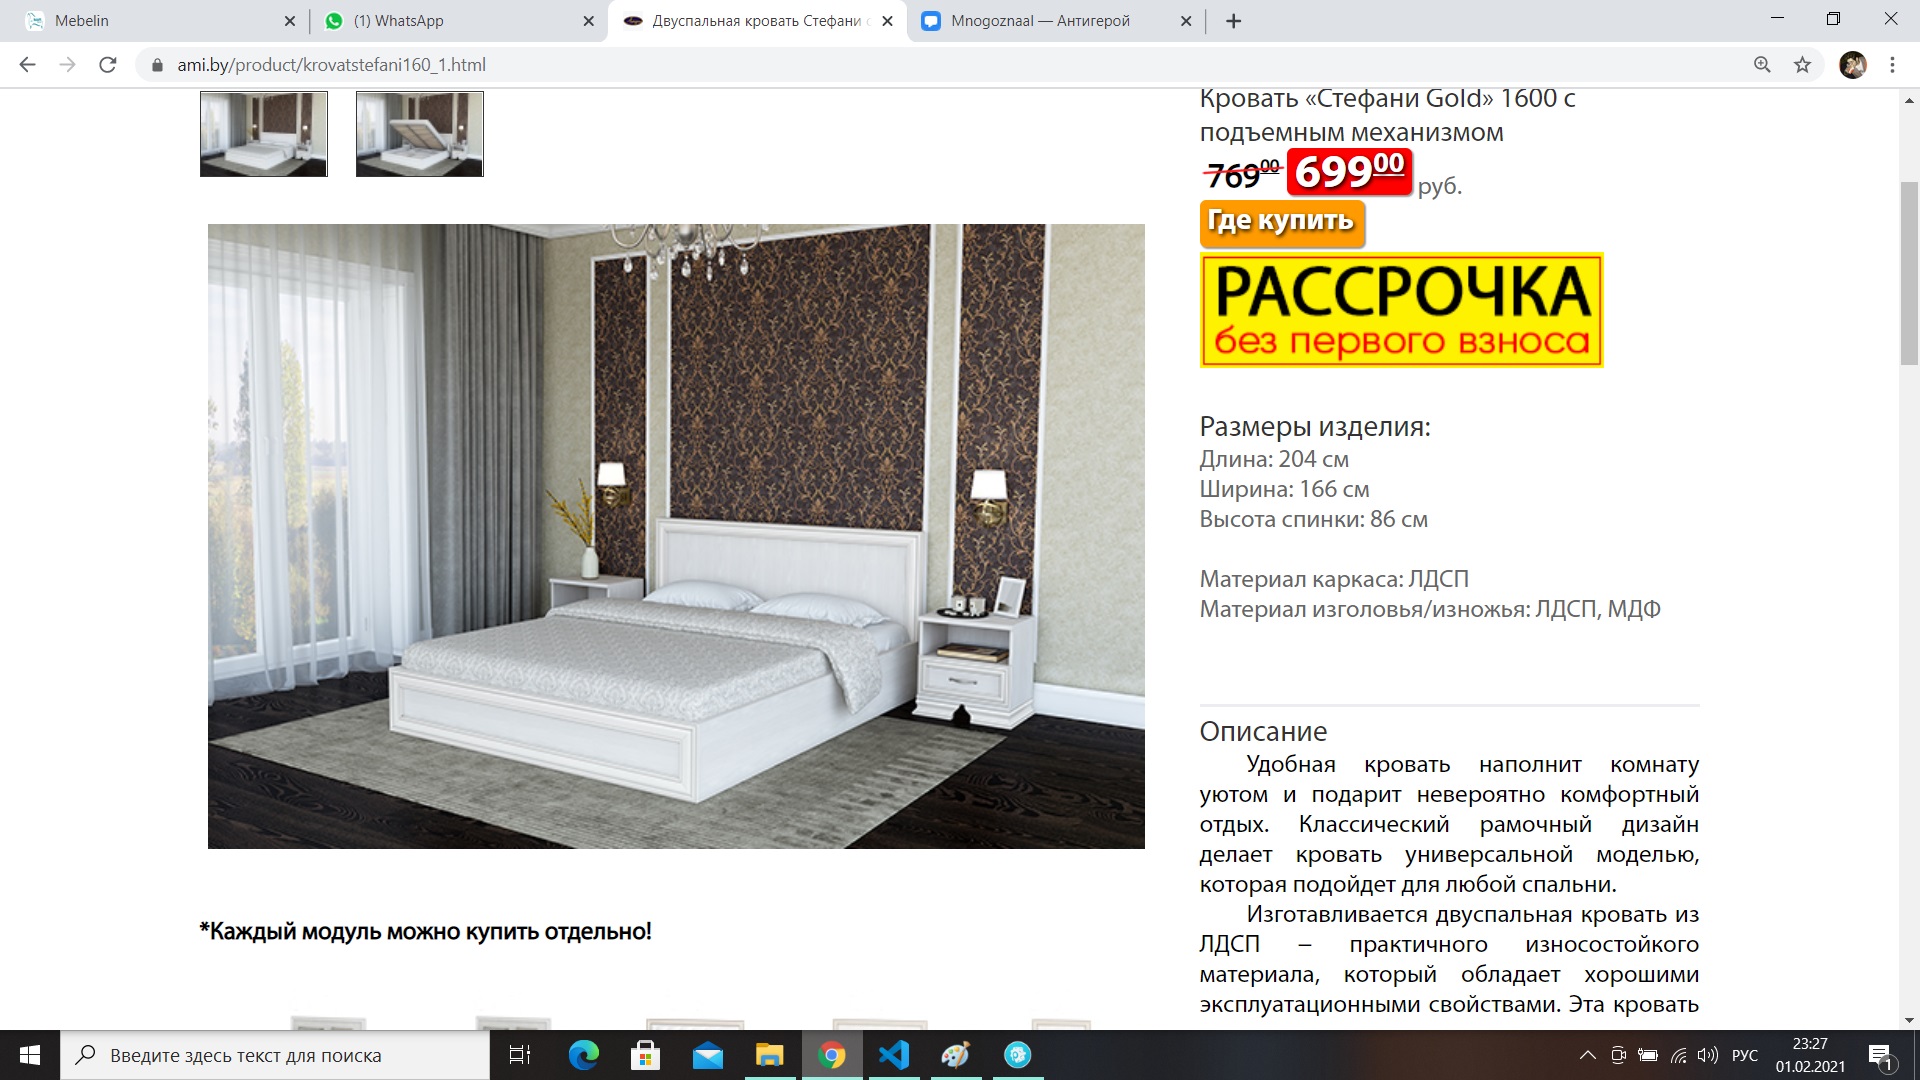 Mebelin
(1) WhatsApp
Двуспальная кровать Стефани
Mnogoznaal — Антигерой
ami.by/product/krovatstefani160_1.html
Кровать «Стефани Gold» 1600 с
подъемным механизмом
769⁰⁰ 699⁰⁰ руб.
Где купить
РАССРОЧКА
без первого взноса
Размеры изделия:
Длина: 204 см
Ширина: 166 см
Высота спинки: 86 см
Материал каркаса: ЛДСП
Материал изголовья/изножья: ЛДСП, МДФ
Описание
Удобная кровать наполнит комнату
уютом и подарит невероятно комфортный
отдых. Классический рамочный дизайн
делает кровать универсальной моделью,
которая подойдет для любой спальни.
Изготавливается двуспальная кровать из
ЛДСП – практичного износостойкого
материала, который обладает хорошими
эксплуатационными свойствами. Эта кровать
*Каждый модуль можно купить отдельно!
Введите здесь текст для поиска
РУС
23:27
01.02.2021
1